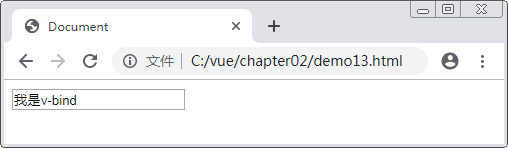 Document
文件 C:/vue/chapter02/demo13.html
我是v-bind